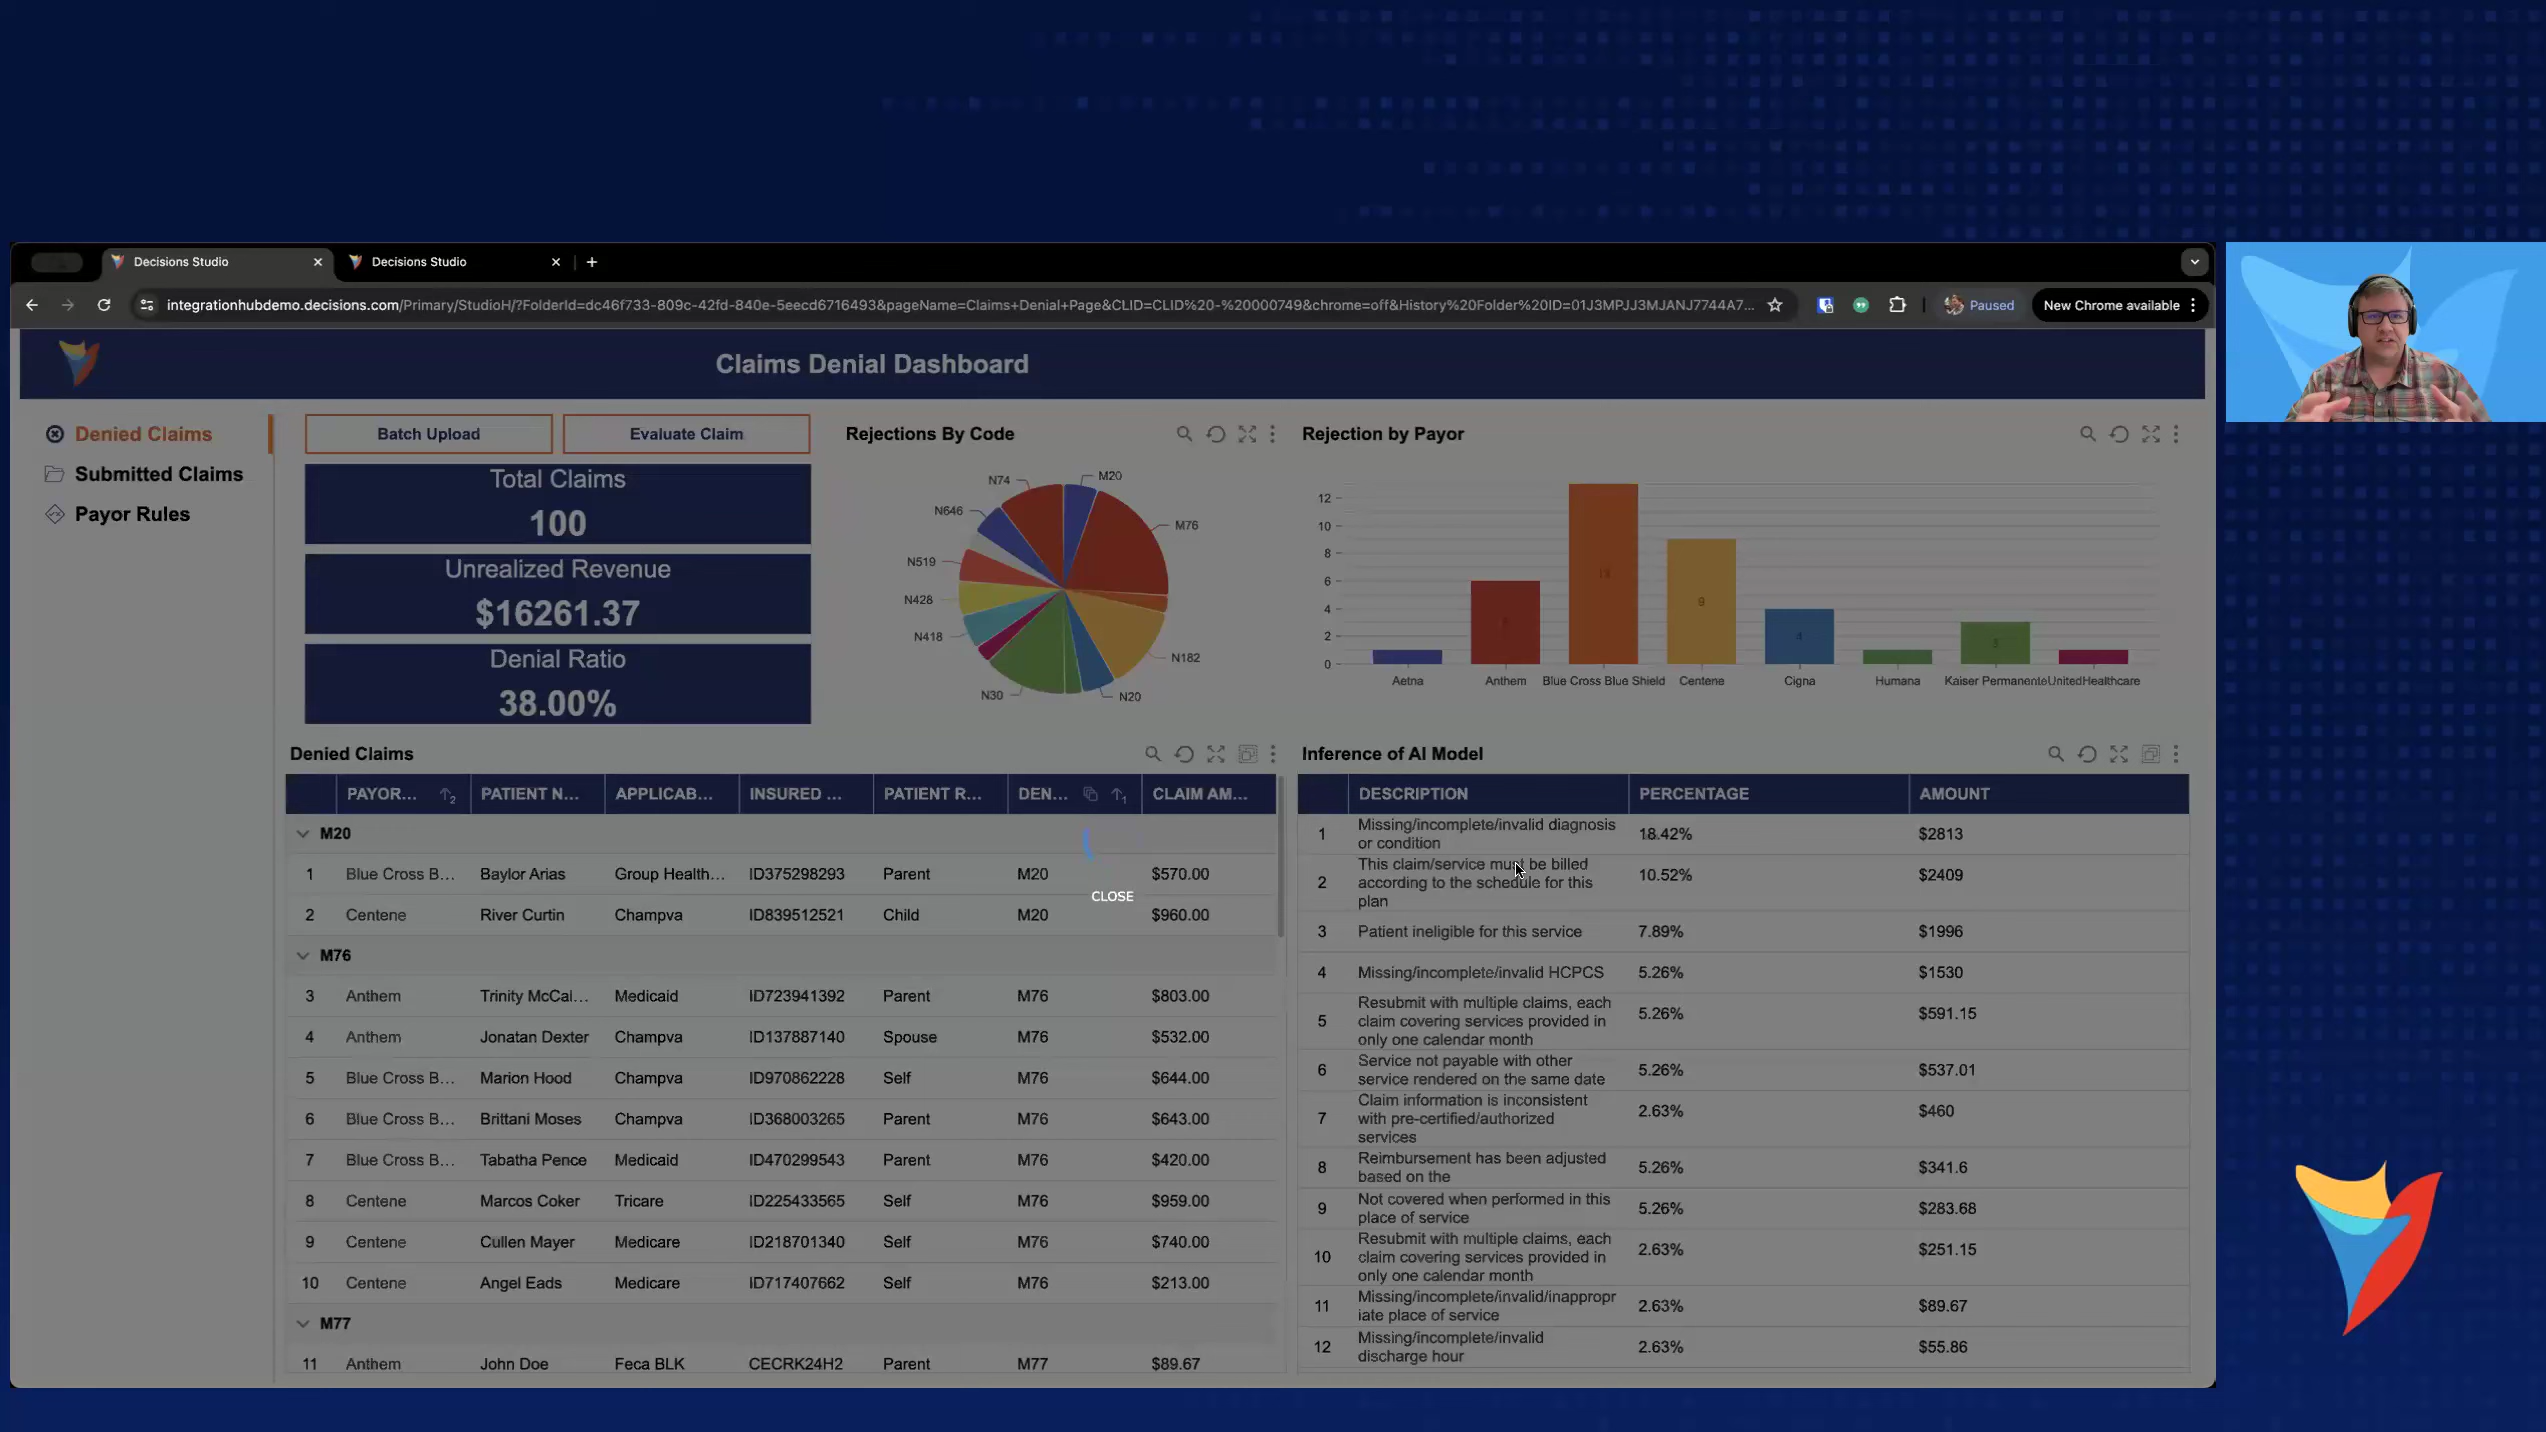 Decisions Studio
Decisions Studio
integrationhubdemo.decisions.com/Primary/StudioH/?FolderId=dc46f733-809c-42fd-840e-5eecd6716493&pageName=Claims+Denial+Page&CLID=CLID%20-%20000749&chrome=off&History%20Folder%20ID=01J3MPJJ3MJANJ7744A7...
Paused
New Chrome available
Claims Denial Dashboard
Denied Claims
Submitted Claims
Payor Rules
Batch Upload
Evaluate Claim
Total Claims
100
Unrealized Revenue
$16261.37
Denial Ratio
38.00%
Rejections By Code
N74
M20
N646
M76
N519
N428
N418
N182
N30
N20
Rejection by Payor
12
10
8
6
4
2
0
9
4
3
Aetna
Anthem
Blue Cross Blue Shield
Centene
Cigna
Humana
Kaiser Permanente
UnitedHealthcare
Denied Claims
PAYOR... 2 PATIENT N... APPLICAB... INSURED ... PATIENT R... DEN... 1 CLAIM AM...
M20
1 Blue Cross B... Baylor Arias Group Health... ID375298293 Parent M20 $570.00
CLOSE
2 Centene River Curtin Champva ID839512521 Child M20 $960.00
M76
3 Anthem Trinity McCal... Medicaid ID723941392 Parent M76 $803.00
4 Anthem Jonatan Dexter Champva ID137887140 Spouse M76 $532.00
5 Blue Cross B... Marion Hood Champva ID970862228 Self M76 $644.00
6 Blue Cross B... Brittani Moses Champva ID368003265 Parent M76 $643.00
7 Blue Cross B... Tabatha Pence Medicaid ID470299543 Parent M76 $420.00
8 Centene Marcos Coker Tricare ID225433565 Self M76 $959.00
9 Centene Cullen Mayer Medicare ID218701340 Self M76 $740.00
10 Centene Angel Eads Medicare ID717407662 Self M76 $213.00
M77
11 Anthem John Doe Feca BLK CECRK24H2 Parent M77 $89.67
Inference of AI Model
DESCRIPTION PERCENTAGE AMOUNT
1 Missing/incomplete/invalid diagnosis
or condition 18.42% $2813
2 This claim/service must be billed
according to the schedule for this
plan 10.52% $2409
3 Patient ineligible for this service 7.89% $1996
4 Missing/incomplete/invalid HCPCS 5.26% $1530
5 Resubmit with multiple claims, each
claim covering services provided in
only one calendar month 5.26% $591.15
6 Service not payable with other
service rendered on the same date 5.26% $537.01
7 Claim information is inconsistent
with pre-certified/authorized
services 2.63% $460
8 Reimbursement has been adjusted
based on the 5.26% $341.6
9 Not covered when performed in this
place of service 5.26% $283.68
10 Resubmit with multiple claims, each
claim covering services provided in
only one calendar month 2.63% $251.15
11 Missing/incomplete/invalid/inappropr
iate place of service 2.63% $89.67
12 Missing/incomplete/invalid
discharge hour 2.63% $55.86